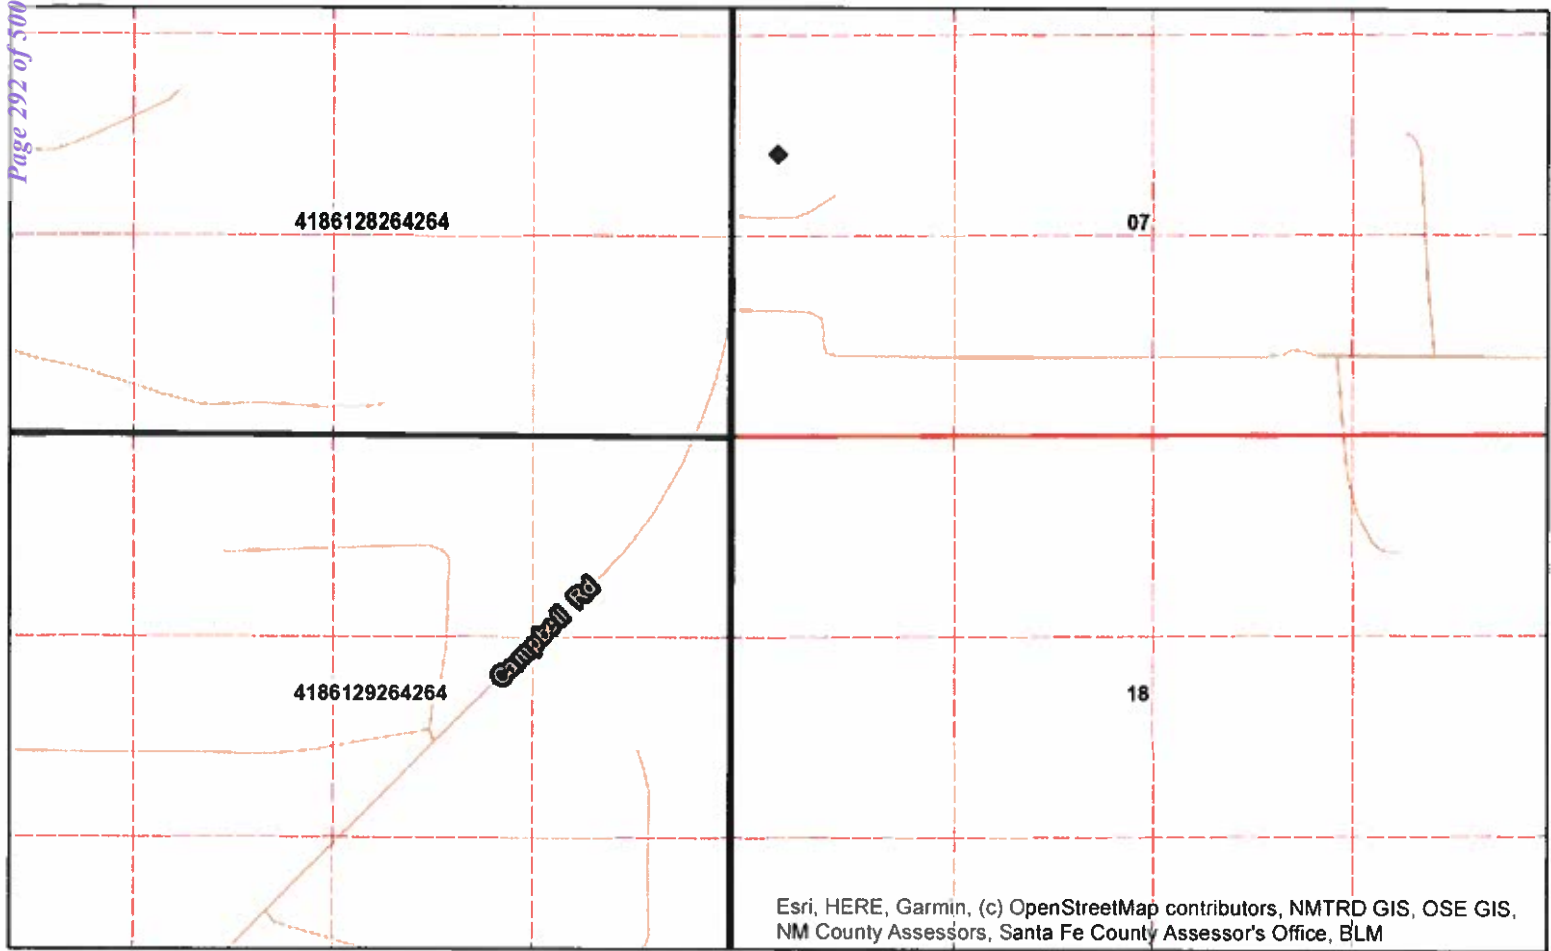 Page 292 of 500
4186128264264
07
Campbell Rd
4186129264264
18
Esri, HERE, Garmin, (c) OpenStreetMap contributors, NMTRD GIS, OSE GIS,
NM County Assessors, Santa Fe County Assessor's Office, BLM